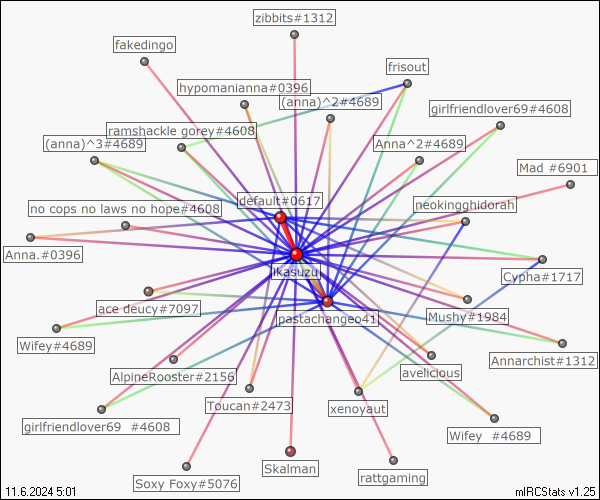 zibbits#1312
fakedingo
frisout
hypomanianna#0396
(anna)^2#4689
girlfriendlover69#4608
ramshackle gorey#4608
(anna)^3#4689
Anna^2#4689
Mad #6901
default#0617
neokingghidorah
no cops no laws no hope#4608
Anna.#0396
ikasuzu
Cypha#1717
ace deucy#7097
pastachangeo41
Mushy#1984
Wifey#4689
Annarchist#1312
AlpineRooster#2156
avelicious
Toucan#2473
xenoyaut
girlfriendlover69 #4608
Wifey #4689
Skalman
Soxy Foxy#5076
rattgaming
11.6.2024 5:01
mIRCStats v1.25